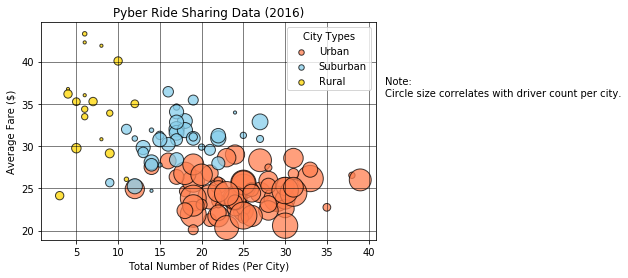 Pyber Ride Sharing Data (2016)
City Types
Urban
Suburban
Rural
Note:
Circle size correlates with driver count per city.
Average Fare ($)
40
35
30
25
20
5 10 15 20 25 30 35 40
Total Number of Rides (Per City)